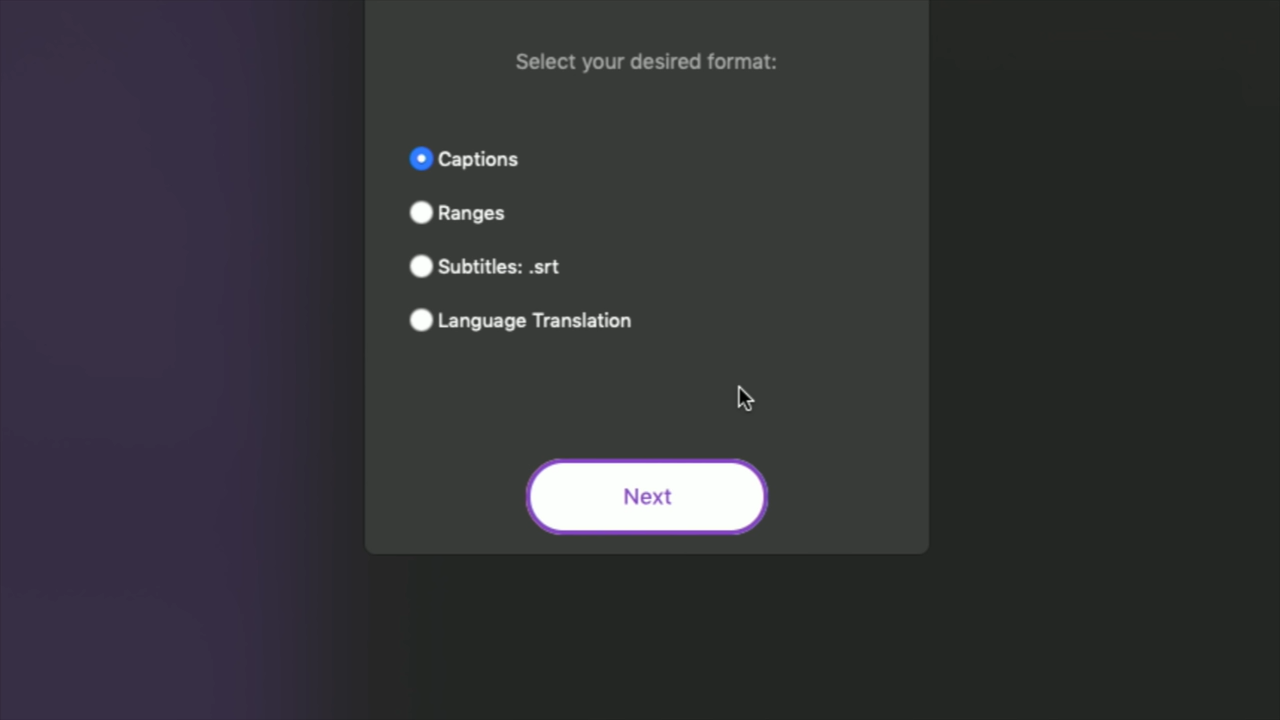 Select your desired format:
Captions
Ranges
Subtitles: .srt
Language Translation
Next